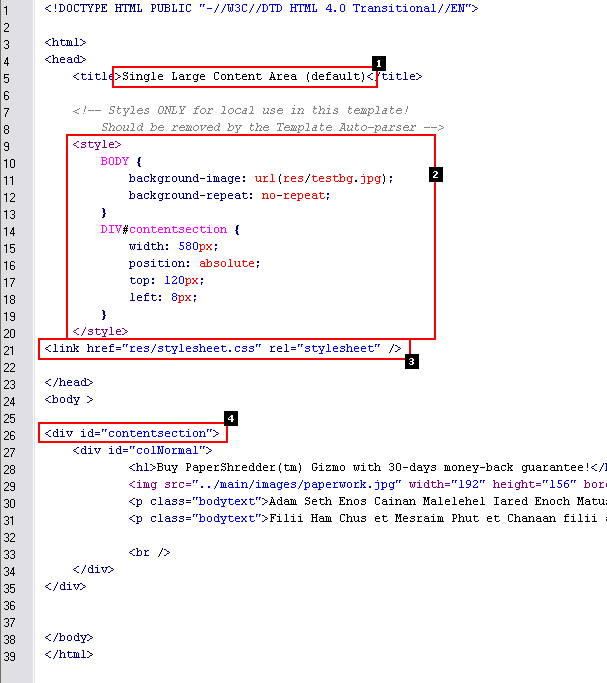 1 <!DOCTYPE HTML PUBLIC "-//W3C//DTD HTML 4.0 Transitional//EN">
2
3 <html>
4 <head>
1
5 <title>Single Large Content Area (default)</title>
6
7 <!-- Styles ONLY for local use in this template!
8 Should be removed by the Template Auto-parser -->
9 <style>
10 BODY {
2
11 background-image: url(res/testbg.jpg);
12 background-repeat: no-repeat;
13 }
14 DIV#contentsection {
15 width: 580px;
16 position: absolute;
17 top: 120px;
18 left: 8px;
19 }
20 </style>
21 <link href="res/stylesheet.css" rel="stylesheet" />
3
22
23 </head>
24 <body >
4
25
26 <div id="contentsection">
27 <div id="colNormal">
28 <hl>Buy PaperShredder(tm) Gizmo with 30-days money-back guarantee!</
29 <img src="../main/images/paperwork.jpg" width="192" height="156" bor
30 <p class="bodytext">Adam Seth Enos Cainan Malelehel Iared Enoch Matus
31 <p class="bodytext">Filii Ham Chus et Mesraim Phut et Chanaan filii
32
33 <br />
34 </div>
35 </div>
36
37
38 </body>
39 </html>